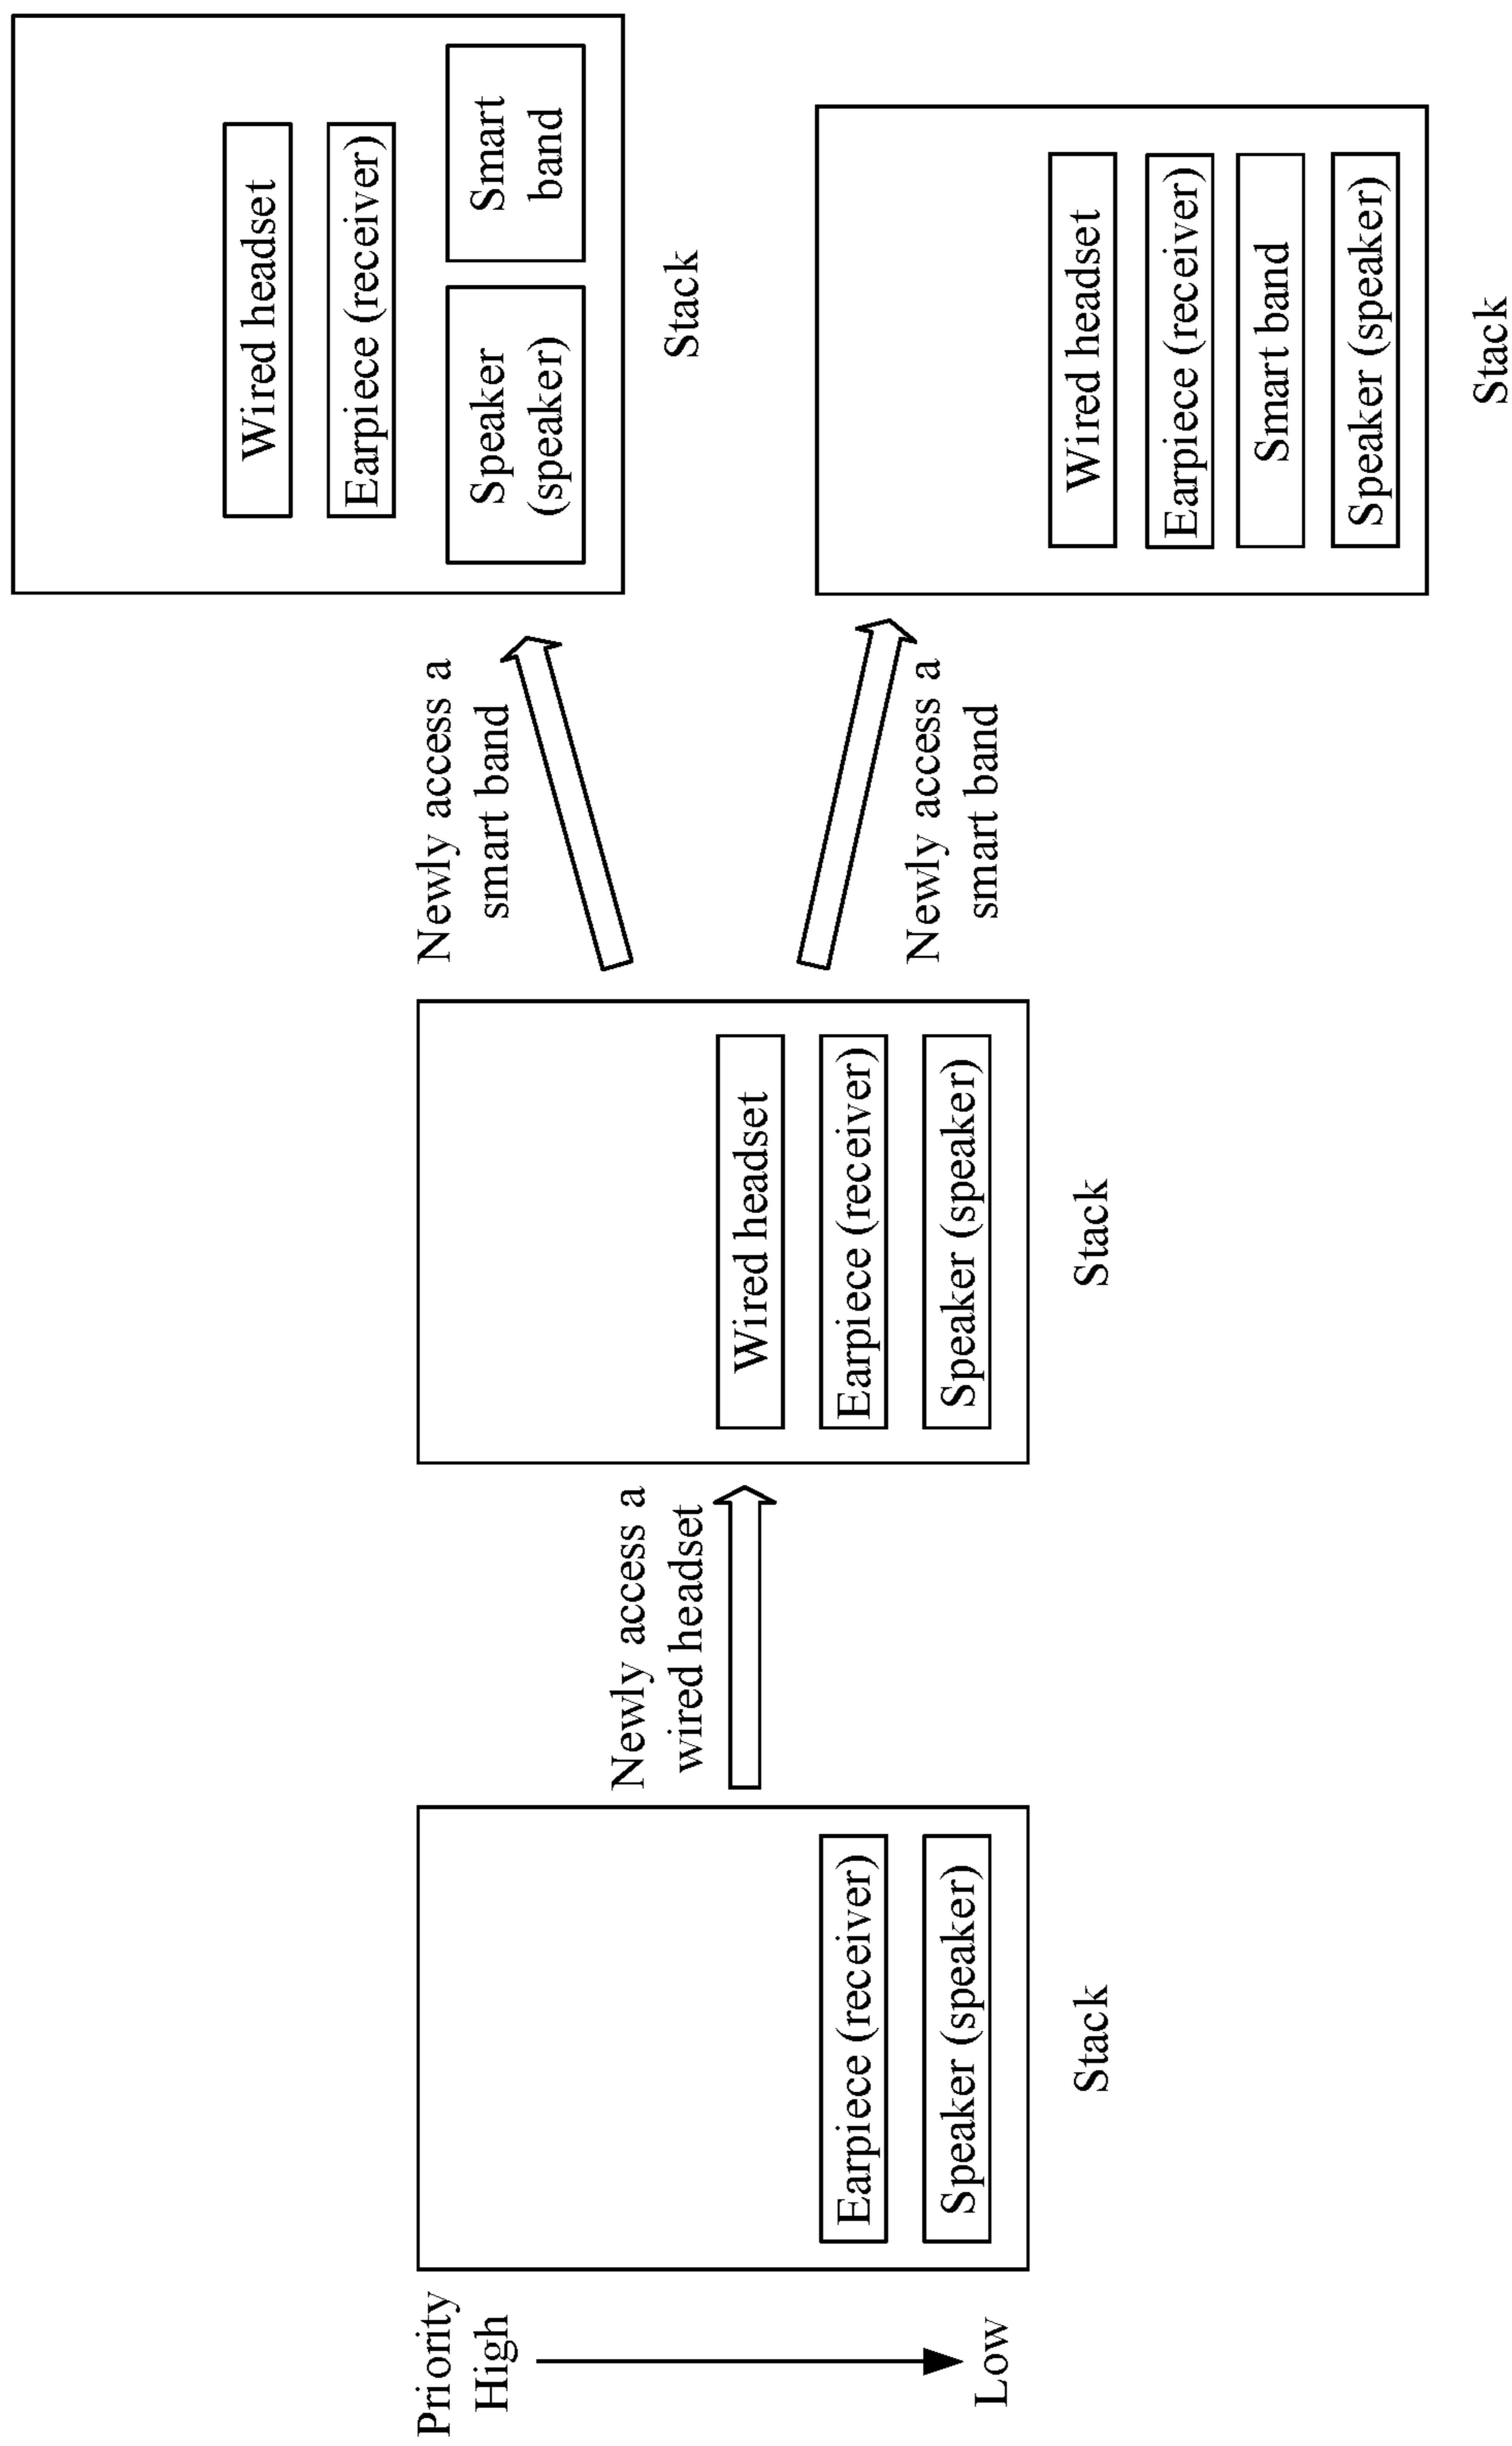 Priority
High
Low
Earpiece (receiver)
Speaker (speaker)
Stack
Newly access a
wired headset
Wired headset
Earpiece (receiver)
Speaker (speaker)
Stack
Newly access a
smart band
Wired headset
Earpiece (receiver)
Speaker
(speaker)
Smart
band
Stack
Newly access a
smart band
Wired headset
Earpiece (receiver)
Smart band
Speaker (speaker)
Stack